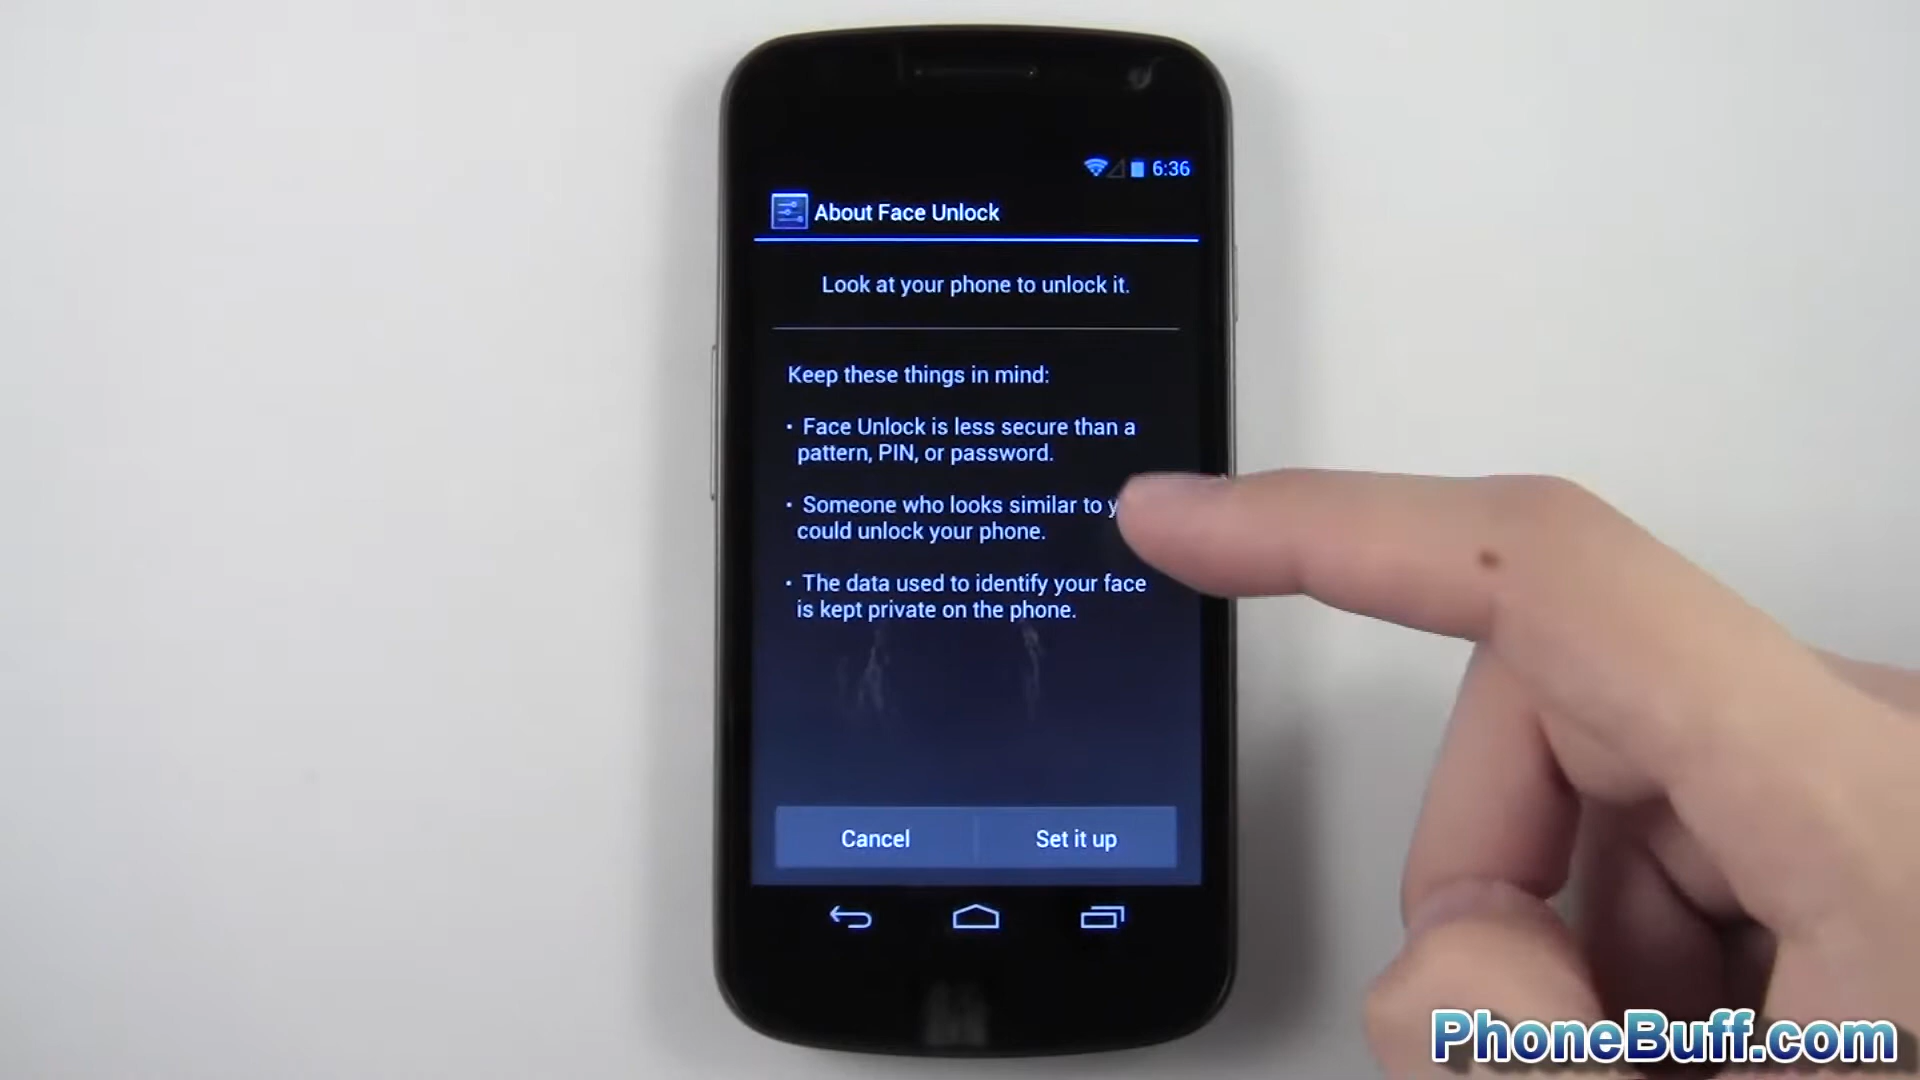 6:36
About Face Unlock
Look at your phone to unlock it.
Keep these things in mind:
• Face Unlock is less secure than a
pattern, PIN, or password.
• Someone who looks similar to
could unlock your phone.
• The data used to identify your face
is kept private on the phone.
Cancel Set it up
PhoneBuff.com